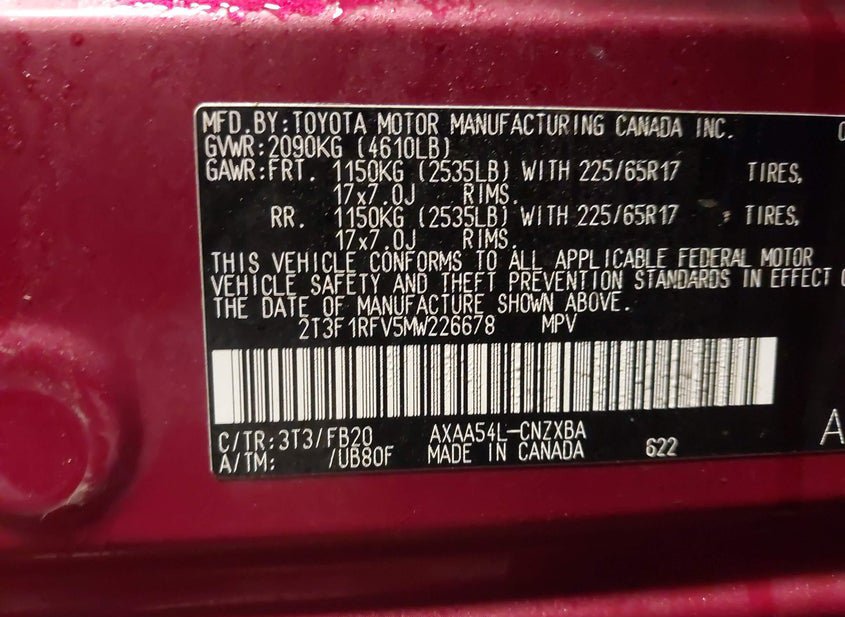 MFD.BY:TOYOTA MOTOR MANUFACTURING CANADA INC.
GVWR:2090KG (4610LB)
GAWR:FRT. 1150KG (2535LB) WITH 225/65R17 TIRES,
17x7.0J RIMS.
RR. 1150KG (2535LB) WITH 225/65R17 TIRES,
17x7.0J RIMS.
THIS VEHICLE CONFORMS TO ALL APPLICABLE FEDERAL MOTOR
VEHICLE SAFETY AND THEFT PREVENTION STANDARDS IN EFFECT
THE DATE OF MANUFACTURE SHOWN ABOVE.
2T3F1RFV5MW226678 MPV
C/TR:3T3/FB20 AXAA54L-CNZXBA
A/TM: /UB80F MADE IN CANADA 622
A